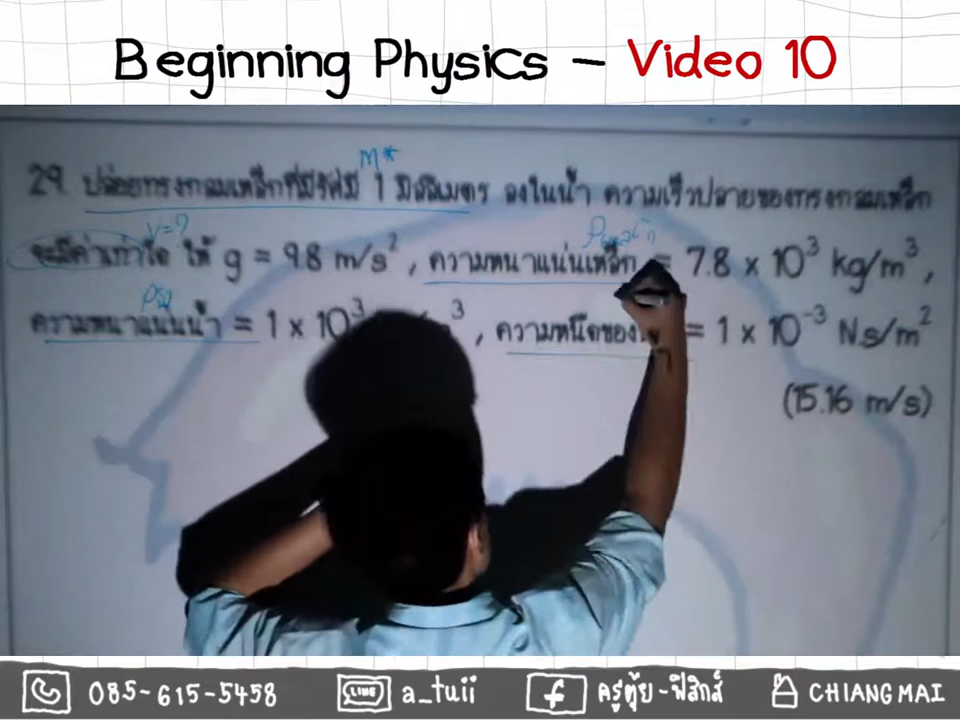 Beginning Physics – Video 10
29. ปล่อยทรงกลมเหล็กที่มีรัศมี 1 มิลลิเมตร ลงในน้ำ ความเร็วปลายของทรงกลมเหล็ก
จะมีค่าเท่าใด ให้ g = 9.8 m/s², ความหนาแน่นเหล็ก = 7.8 x 10³ kg/m³,
ความหนาแน่นน้ำ = 1 x 10³ ³, ความหนืดของ = 1 x 10⁻³ N.s/m²
(15.16 m/s)
085-615-5458 LINE a_tuii f ครูตุ้ย-ฟิสิกส์ CHIANG MAI